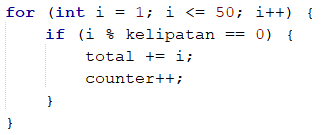 for (int i = 1; i <= 50; i++) {
    if (i % kelipatan == 0) {
        total += i;
        counter++;
    }
}